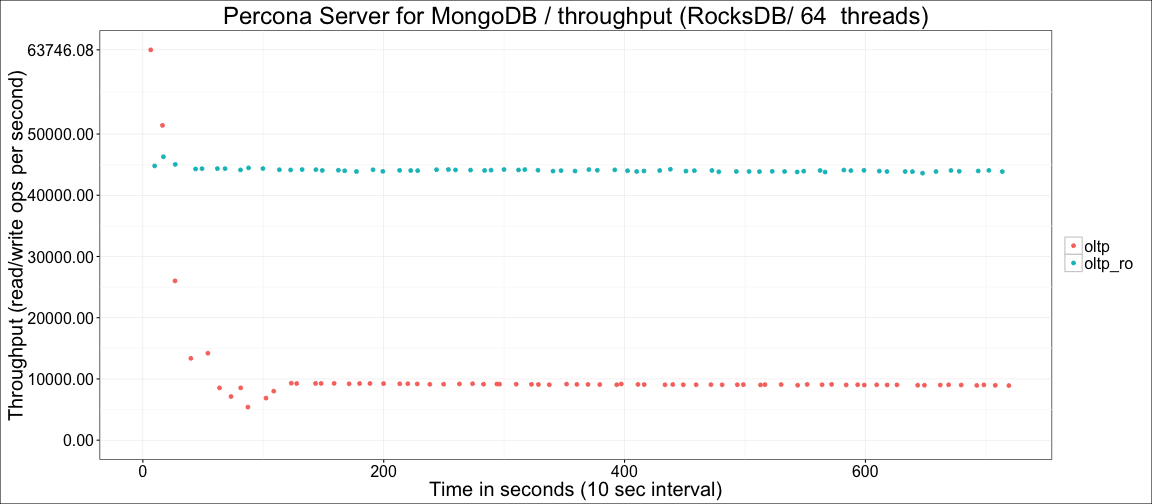 Percona Server for MongoDB / throughput (RocksDB/ 64  threads)
Throughput (read/write ops per second)
63746.08
50000.00
40000.00
30000.00
20000.00
10000.00
0.00
0 200 400 600
Time in seconds (10 sec interval)
oltp
oltp_ro